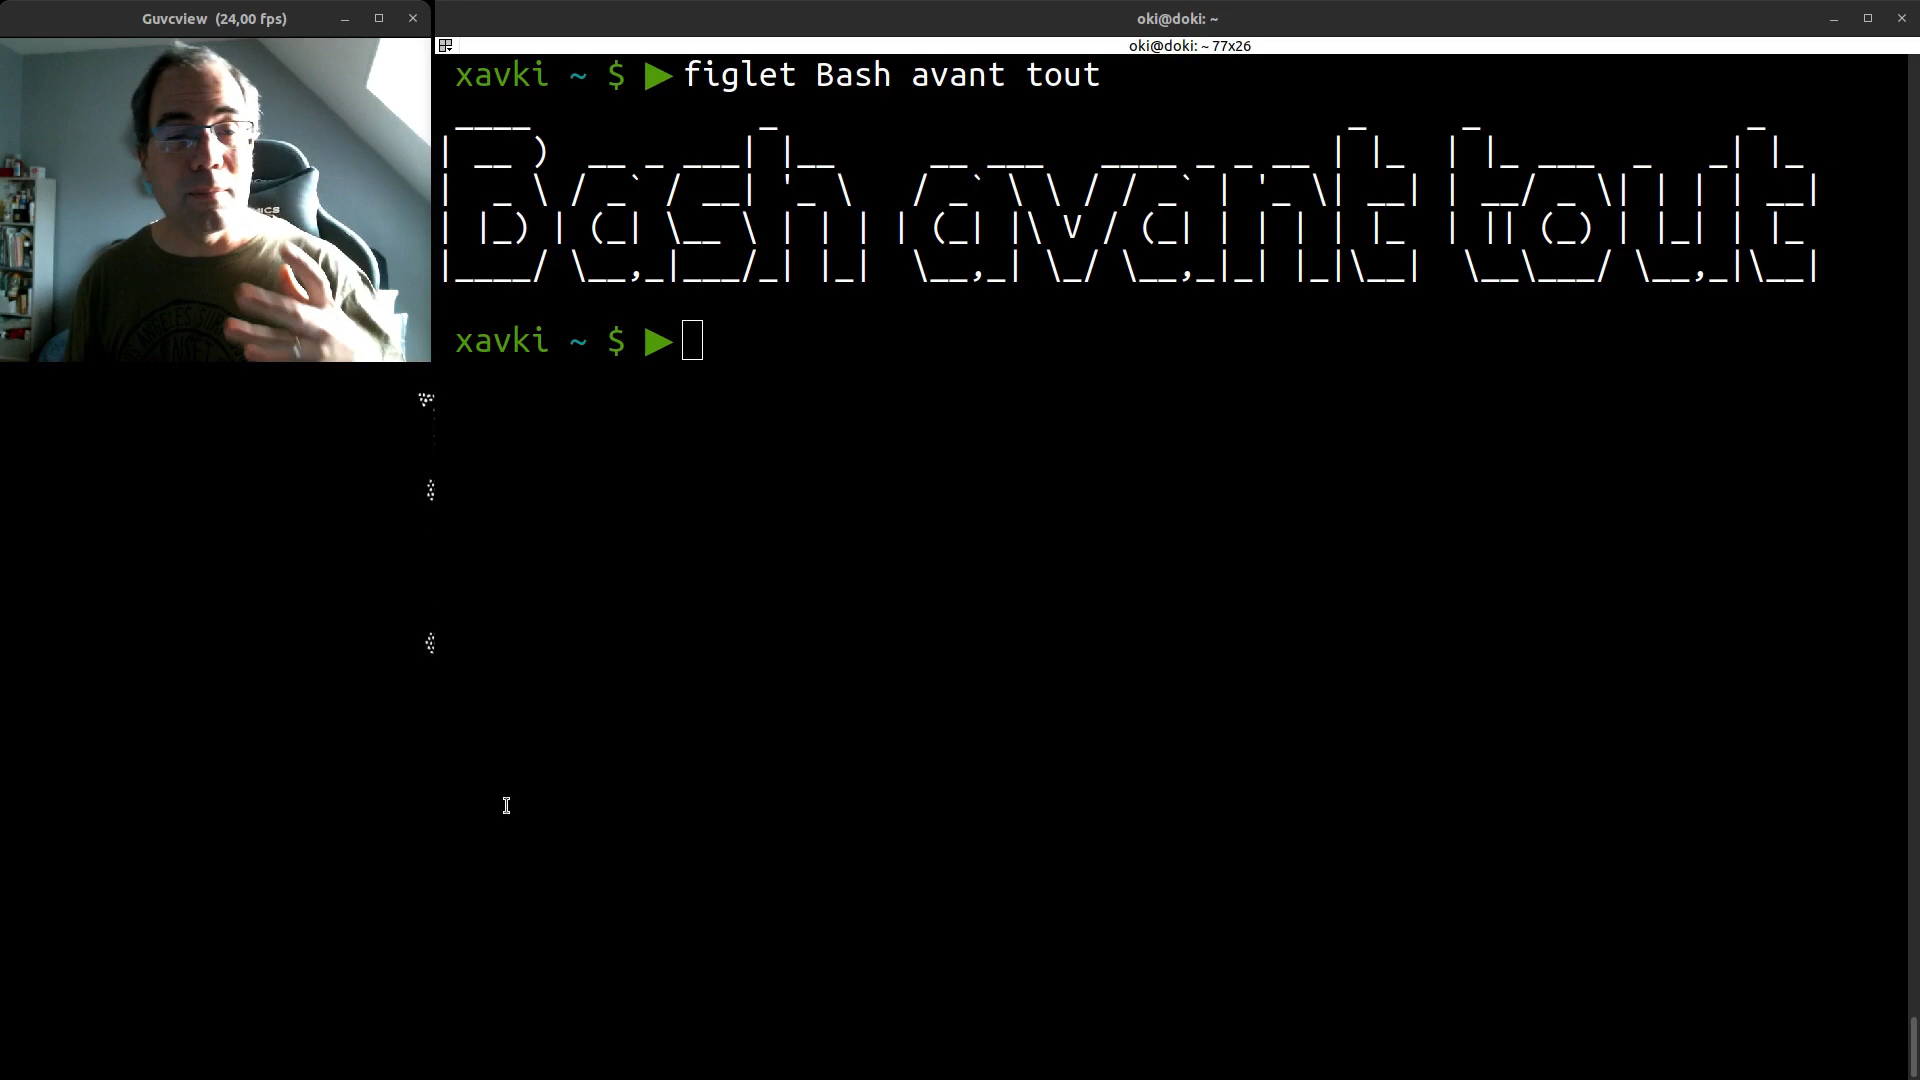 Guvcview (24,00 fps)
oki@doki: ~
oki@doki: ~ 77x26
xavki ~ $ ▶ figlet Bash avant tout
Bash avant tout
xavki ~ $ ▶